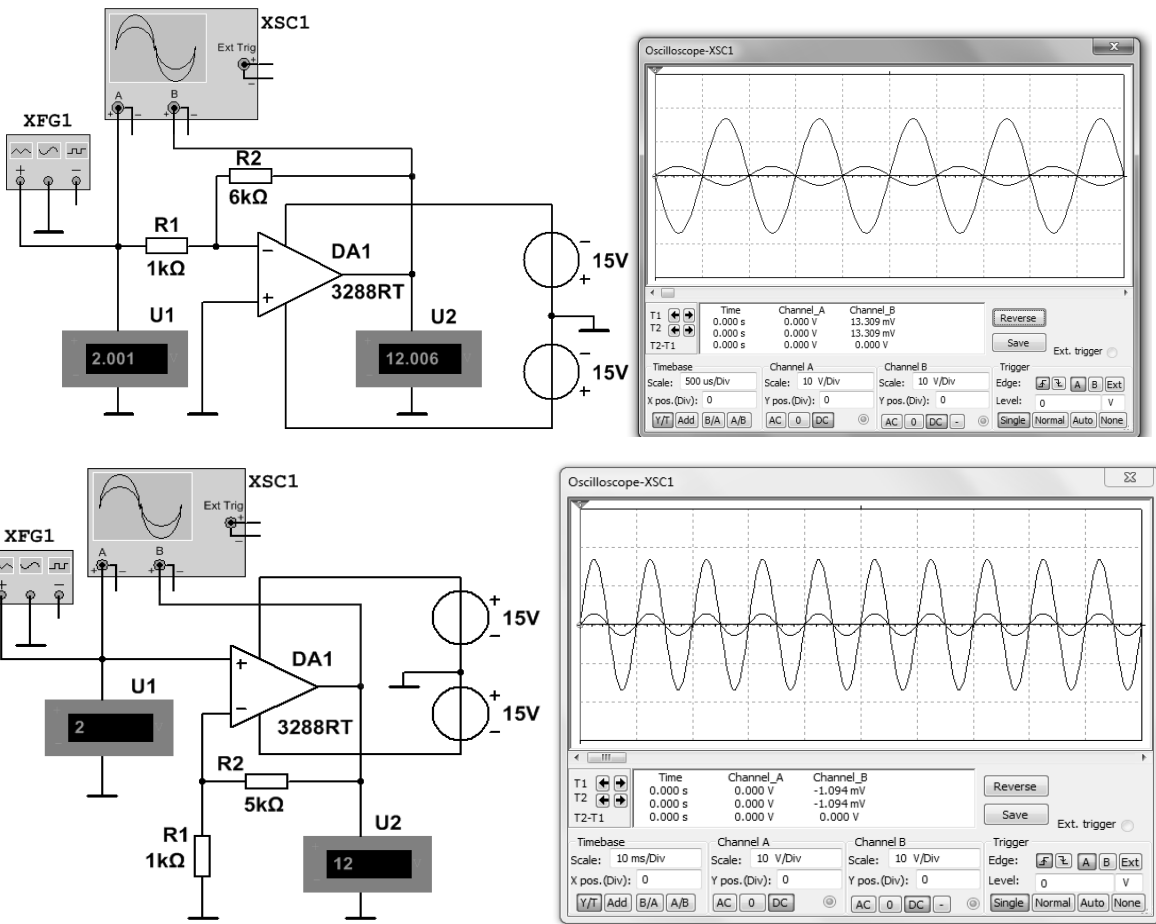 XSC1
Ext Trig
A B
XFG1
R2
6kΩ
R1
1kΩ
DA1
3288RT
15V
15V
U1
2.001 V
U2
12.006 V
Oscilloscope-XSC1
Time Channel_A Channel_B
T1 0.000 s 0.000 V 13.309 mV
T2 0.000 s 0.000 V 13.309 mV
T2-T1 0.000 s 0.000 V 0.000 V
Reverse
Save
Ext. trigger
Timebase Channel A Channel B Trigger
Scale: 500 us/Div Scale: 10 V/Div Scale: 10 V/Div Edge: A B Ext
X pos.(Div): 0 Y pos.(Div): 0 Y pos.(Div): 0 Level: 0 V
Y/T Add B/A A/B AC 0 DC AC 0 DC - Single Normal Auto None
XSC1
Ext Trig
A B
XFG1
15V
15V
DA1
3288RT
U1
2 V
R2
5kΩ
R1
1kΩ
U2
12 V
Oscilloscope-XSC1
Time Channel_A Channel_B
T1 0.000 s 0.000 V -1.094 mV
T2 0.000 s 0.000 V -1.094 mV
T2-T1 0.000 s 0.000 V 0.000 V
Reverse
Save
Ext. trigger
Timebase Channel A Channel B Trigger
Scale: 10 ms/Div Scale: 10 V/Div Scale: 10 V/Div Edge: A B Ext
X pos.(Div): 0 Y pos.(Div): 0 Y pos.(Div): 0 Level: 0 V
Y/T Add B/A A/B AC 0 DC AC 0 DC - Single Normal Auto None